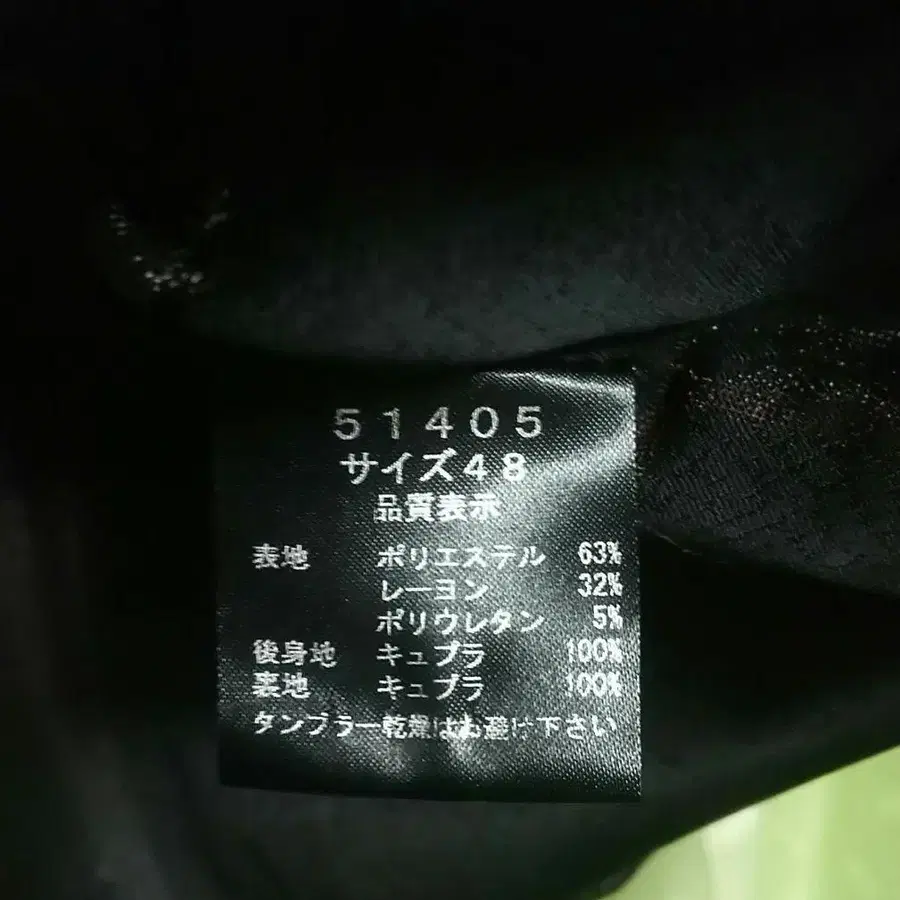 51405
サイズ48
品質表示
表地 ポリエステル 63%
レーヨン 32%
ポリウレタン 5%
後身地 キュプラ 100%
表地 キュプラ 100%
タンブラー乾燥はお避け下さい